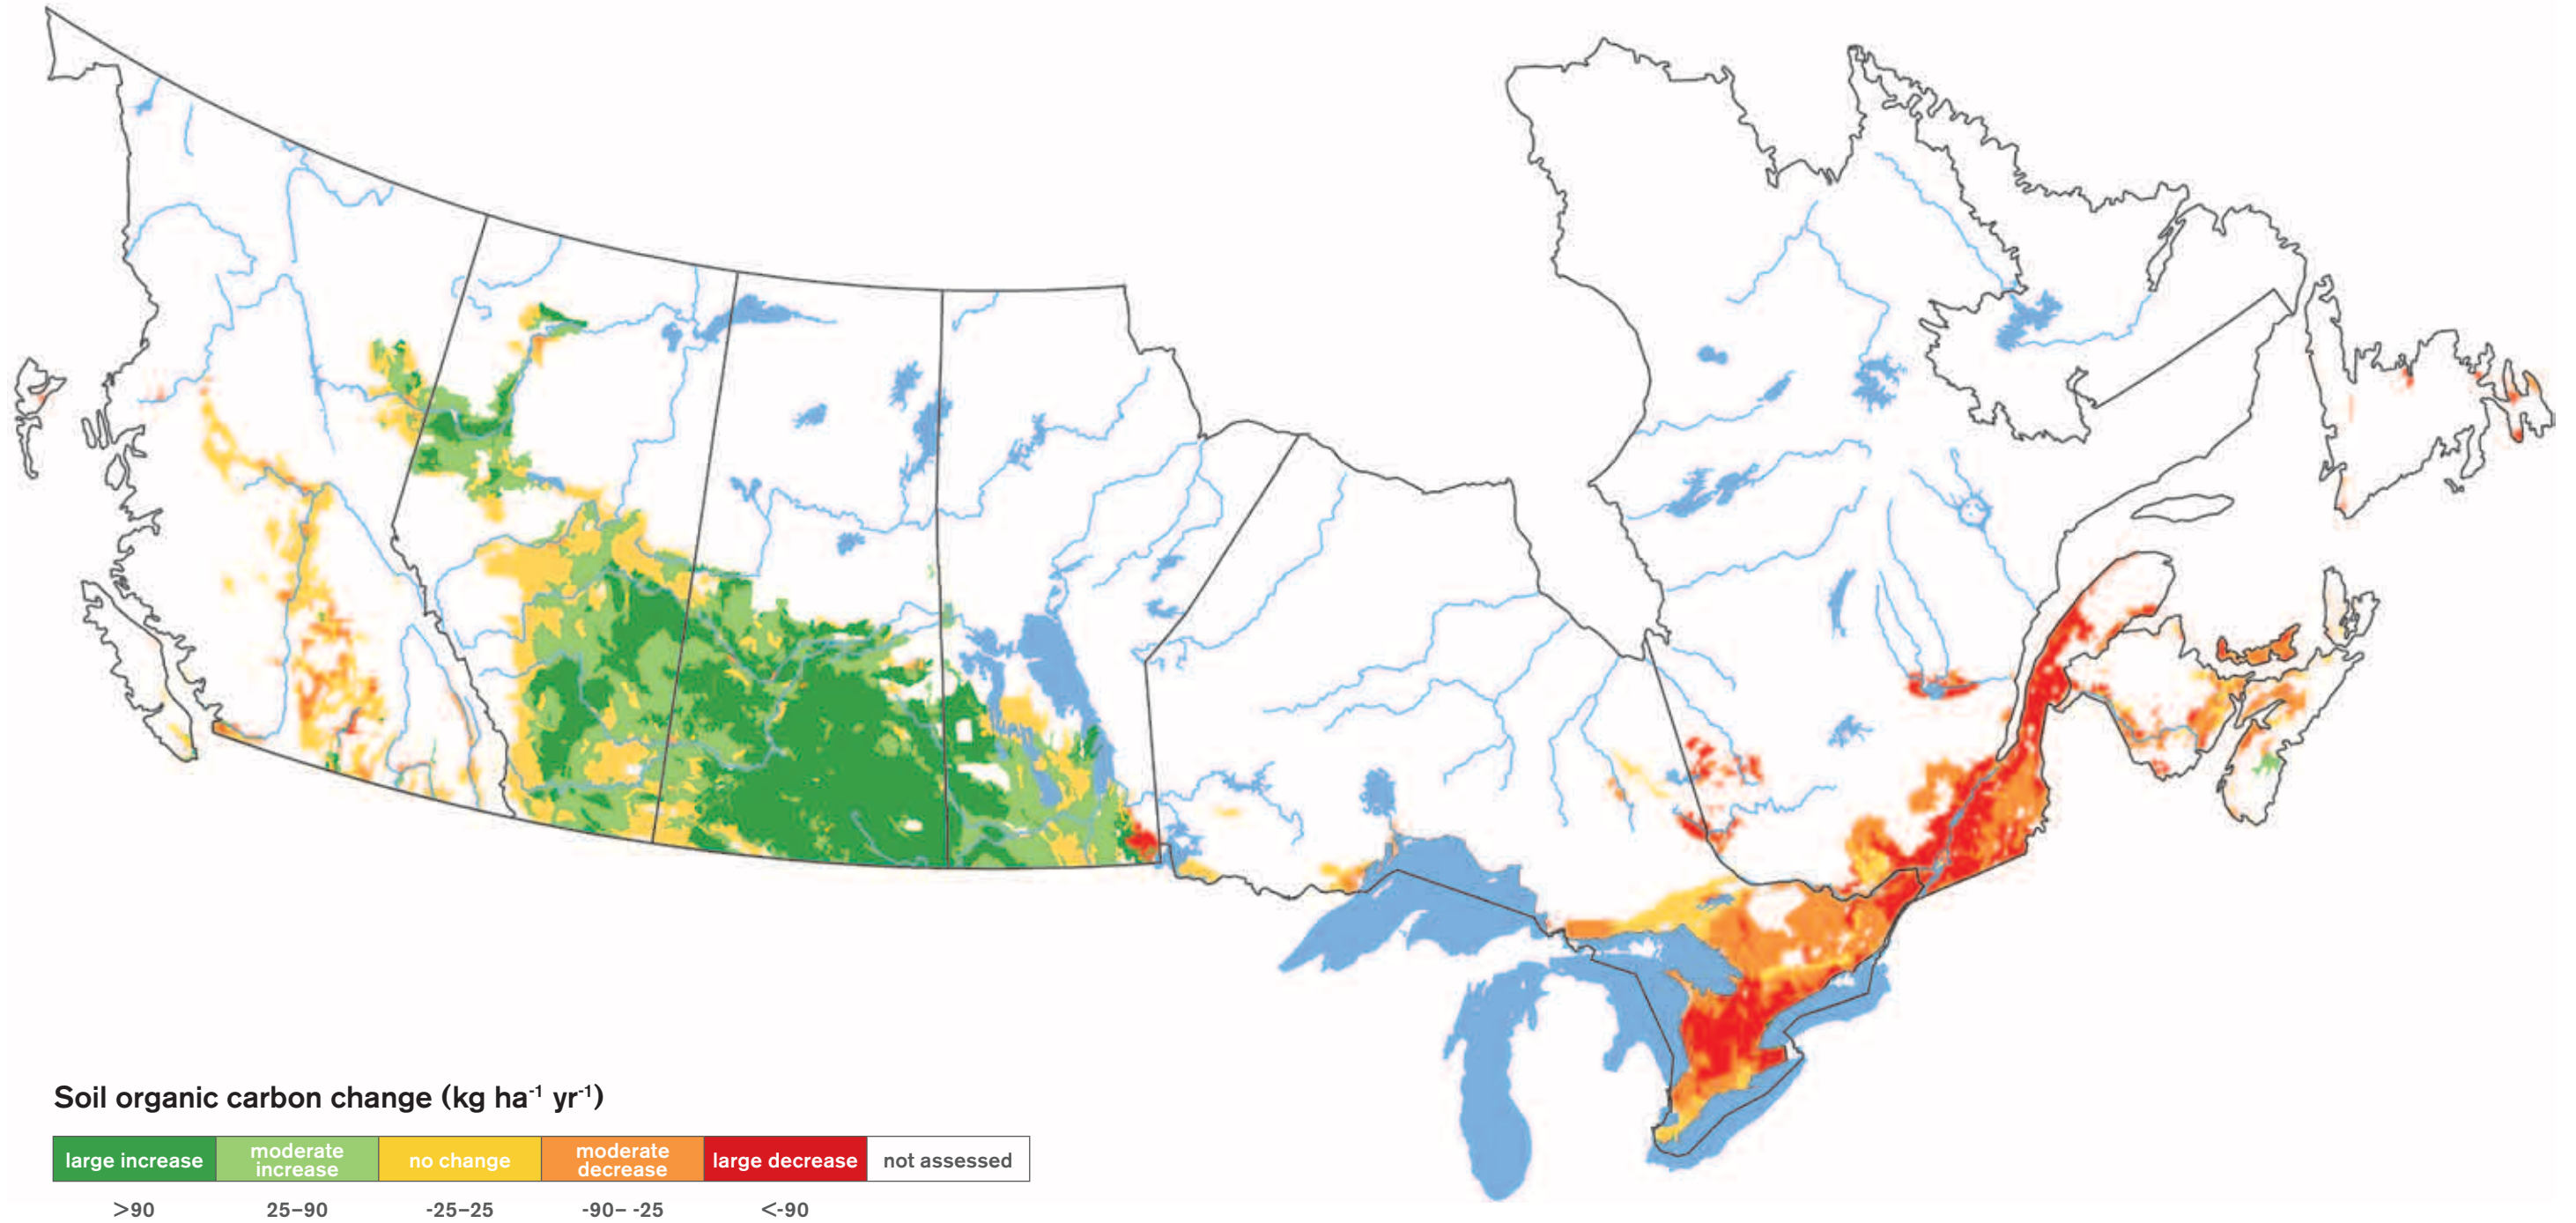 Soil organic carbon change (kg ha-1 yr-1)
large increase
moderate
increase
no change
moderate
decrease
large decrease
not assessed
>90
25–90
-25–25
-90– -25
<-90